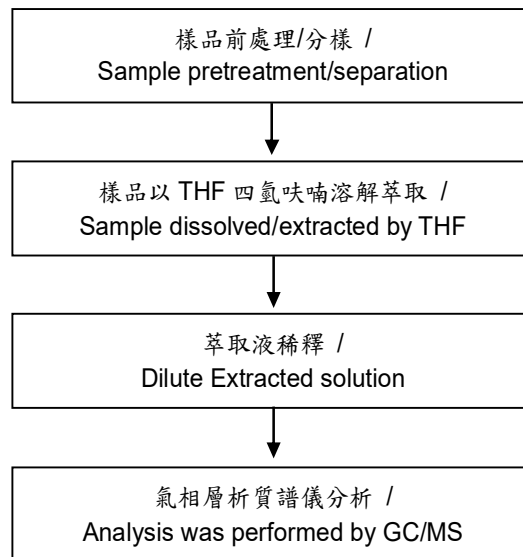 樣品前處理/分樣 /
Sample pretreatment/separation
樣品以 THF 四氫呋喃溶解萃取 /
Sample dissolved/extracted by THF
萃取液稀釋 /
Dilute Extracted solution
氣相層析質譜儀分析 /
Analysis was performed by GC/MS